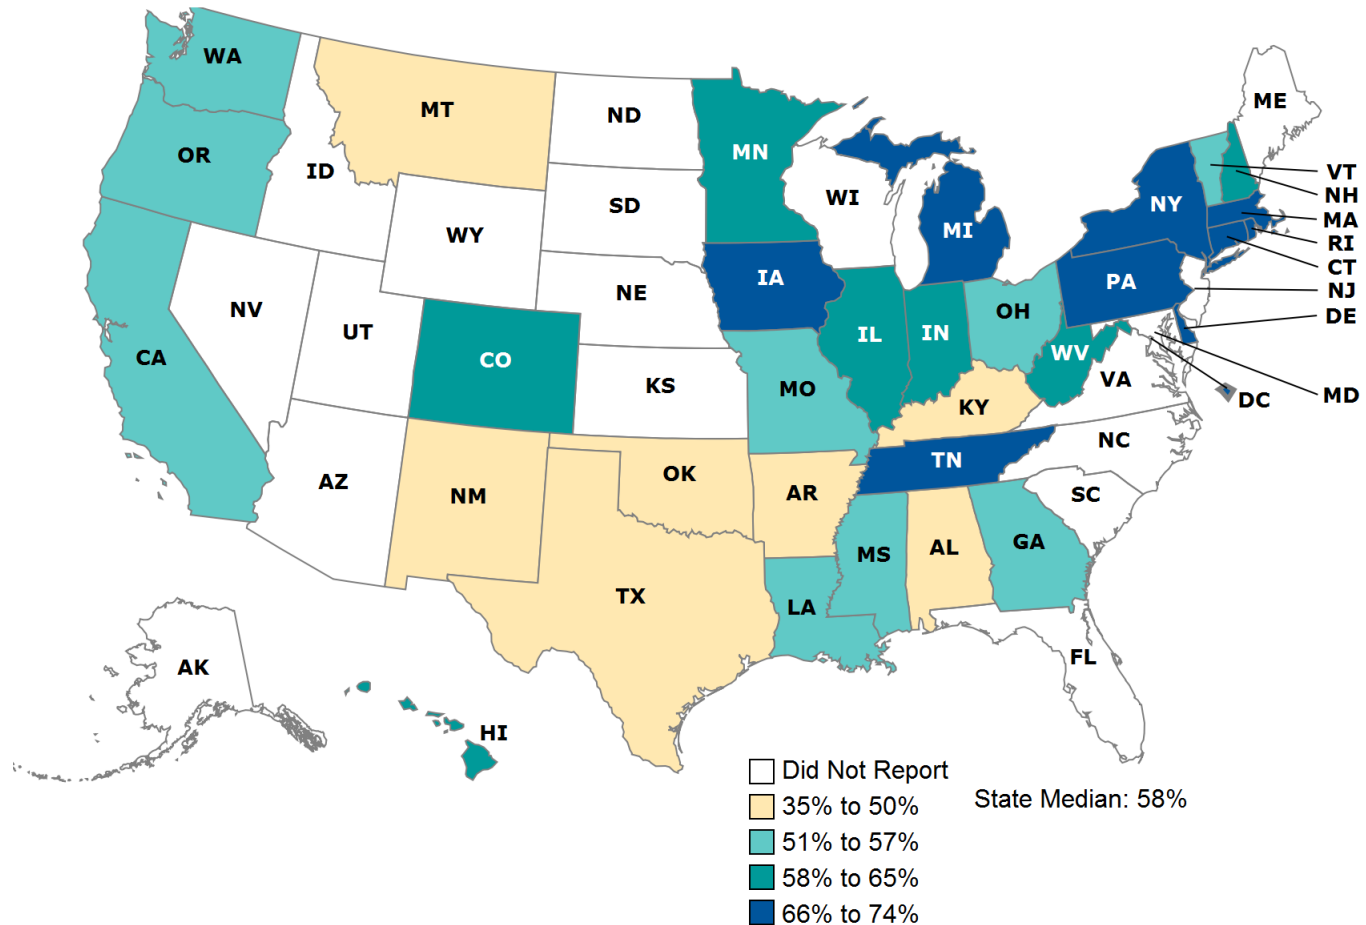 WA
MT
ND
ME
MN
OR
ID
VT
SD
WI
NH
NY
MA
WY
MI
RI
CT
IA
PA
NJ
NE
NV
OH
DE
UT
IL
IN
CA
CO
WV
KS
MO
VA
MD
KY
DC
NC
TN
OK
AZ
NM
AR
SC
GA
AL
MS
TX
LA
FL
AK
HI
Did Not Report
35% to 50%
State Median: 58%
51% to 57%
58% to 65%
66% to 74%